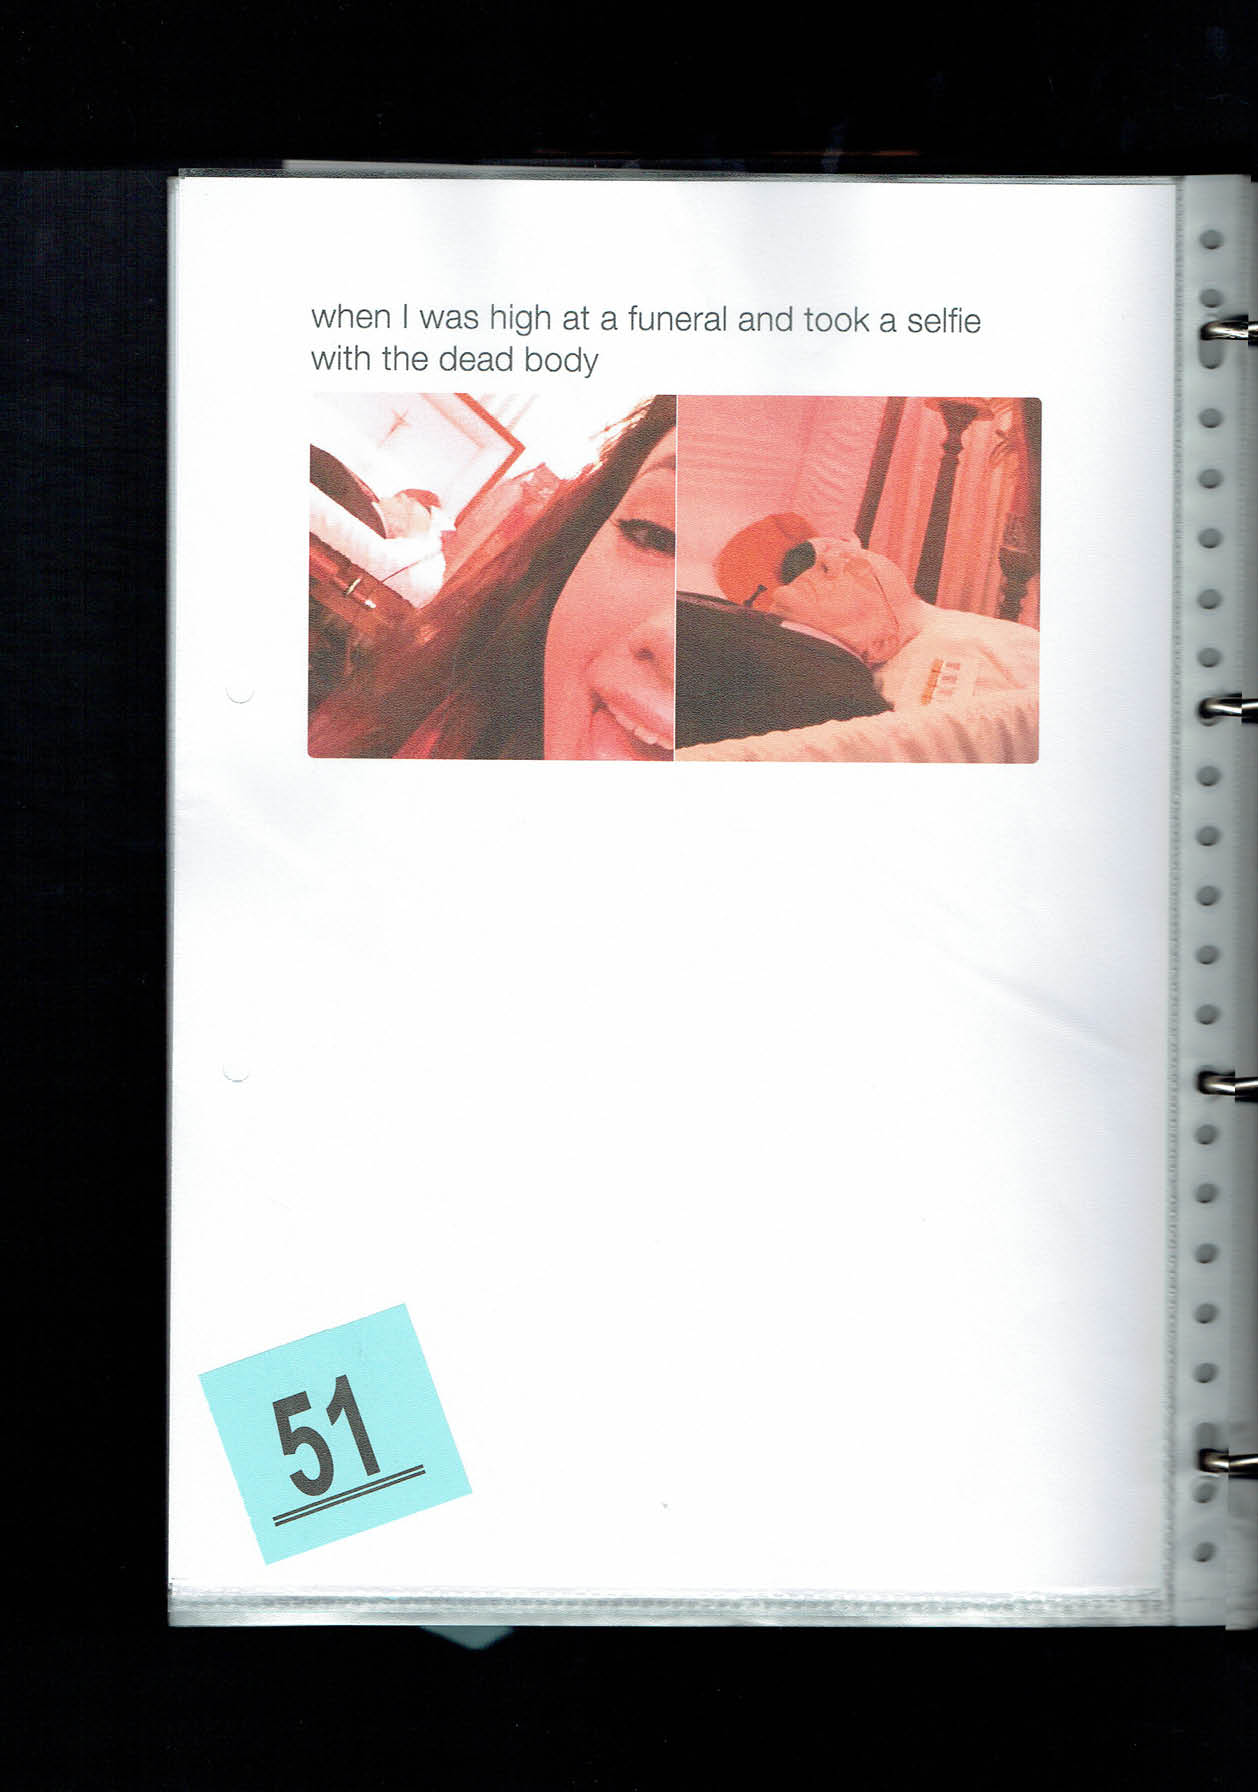 when I was high at a funeral and took a selfie
with the dead body
51